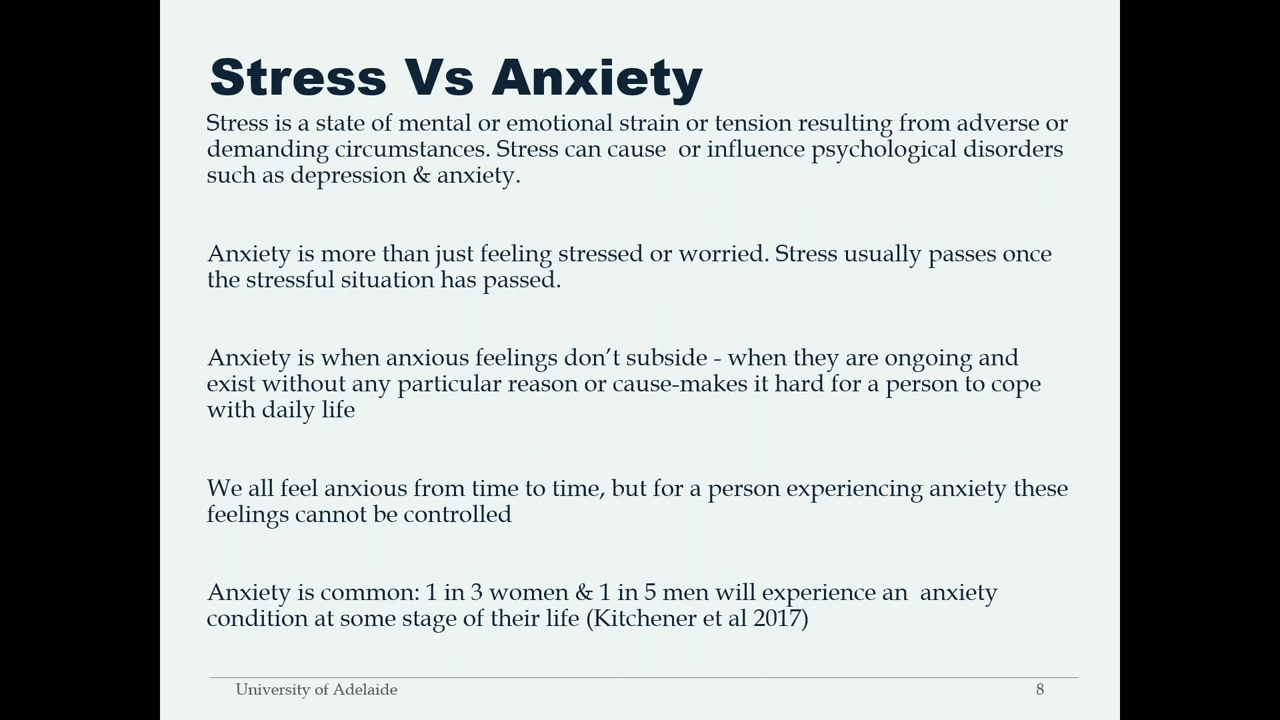 Stress Vs Anxiety
Stress is a state of mental or emotional strain or tension resulting from adverse or
demanding circumstances. Stress can cause  or influence psychological disorders
such as depression & anxiety.
Anxiety is more than just feeling stressed or worried. Stress usually passes once
the stressful situation has passed.
Anxiety is when anxious feelings don’t subside - when they are ongoing and
exist without any particular reason or cause-makes it hard for a person to cope
with daily life
We all feel anxious from time to time, but for a person experiencing anxiety these
feelings cannot be controlled
Anxiety is common: 1 in 3 women & 1 in 5 men will experience an  anxiety
condition at some stage of their life (Kitchener et al 2017)
University of Adelaide
8